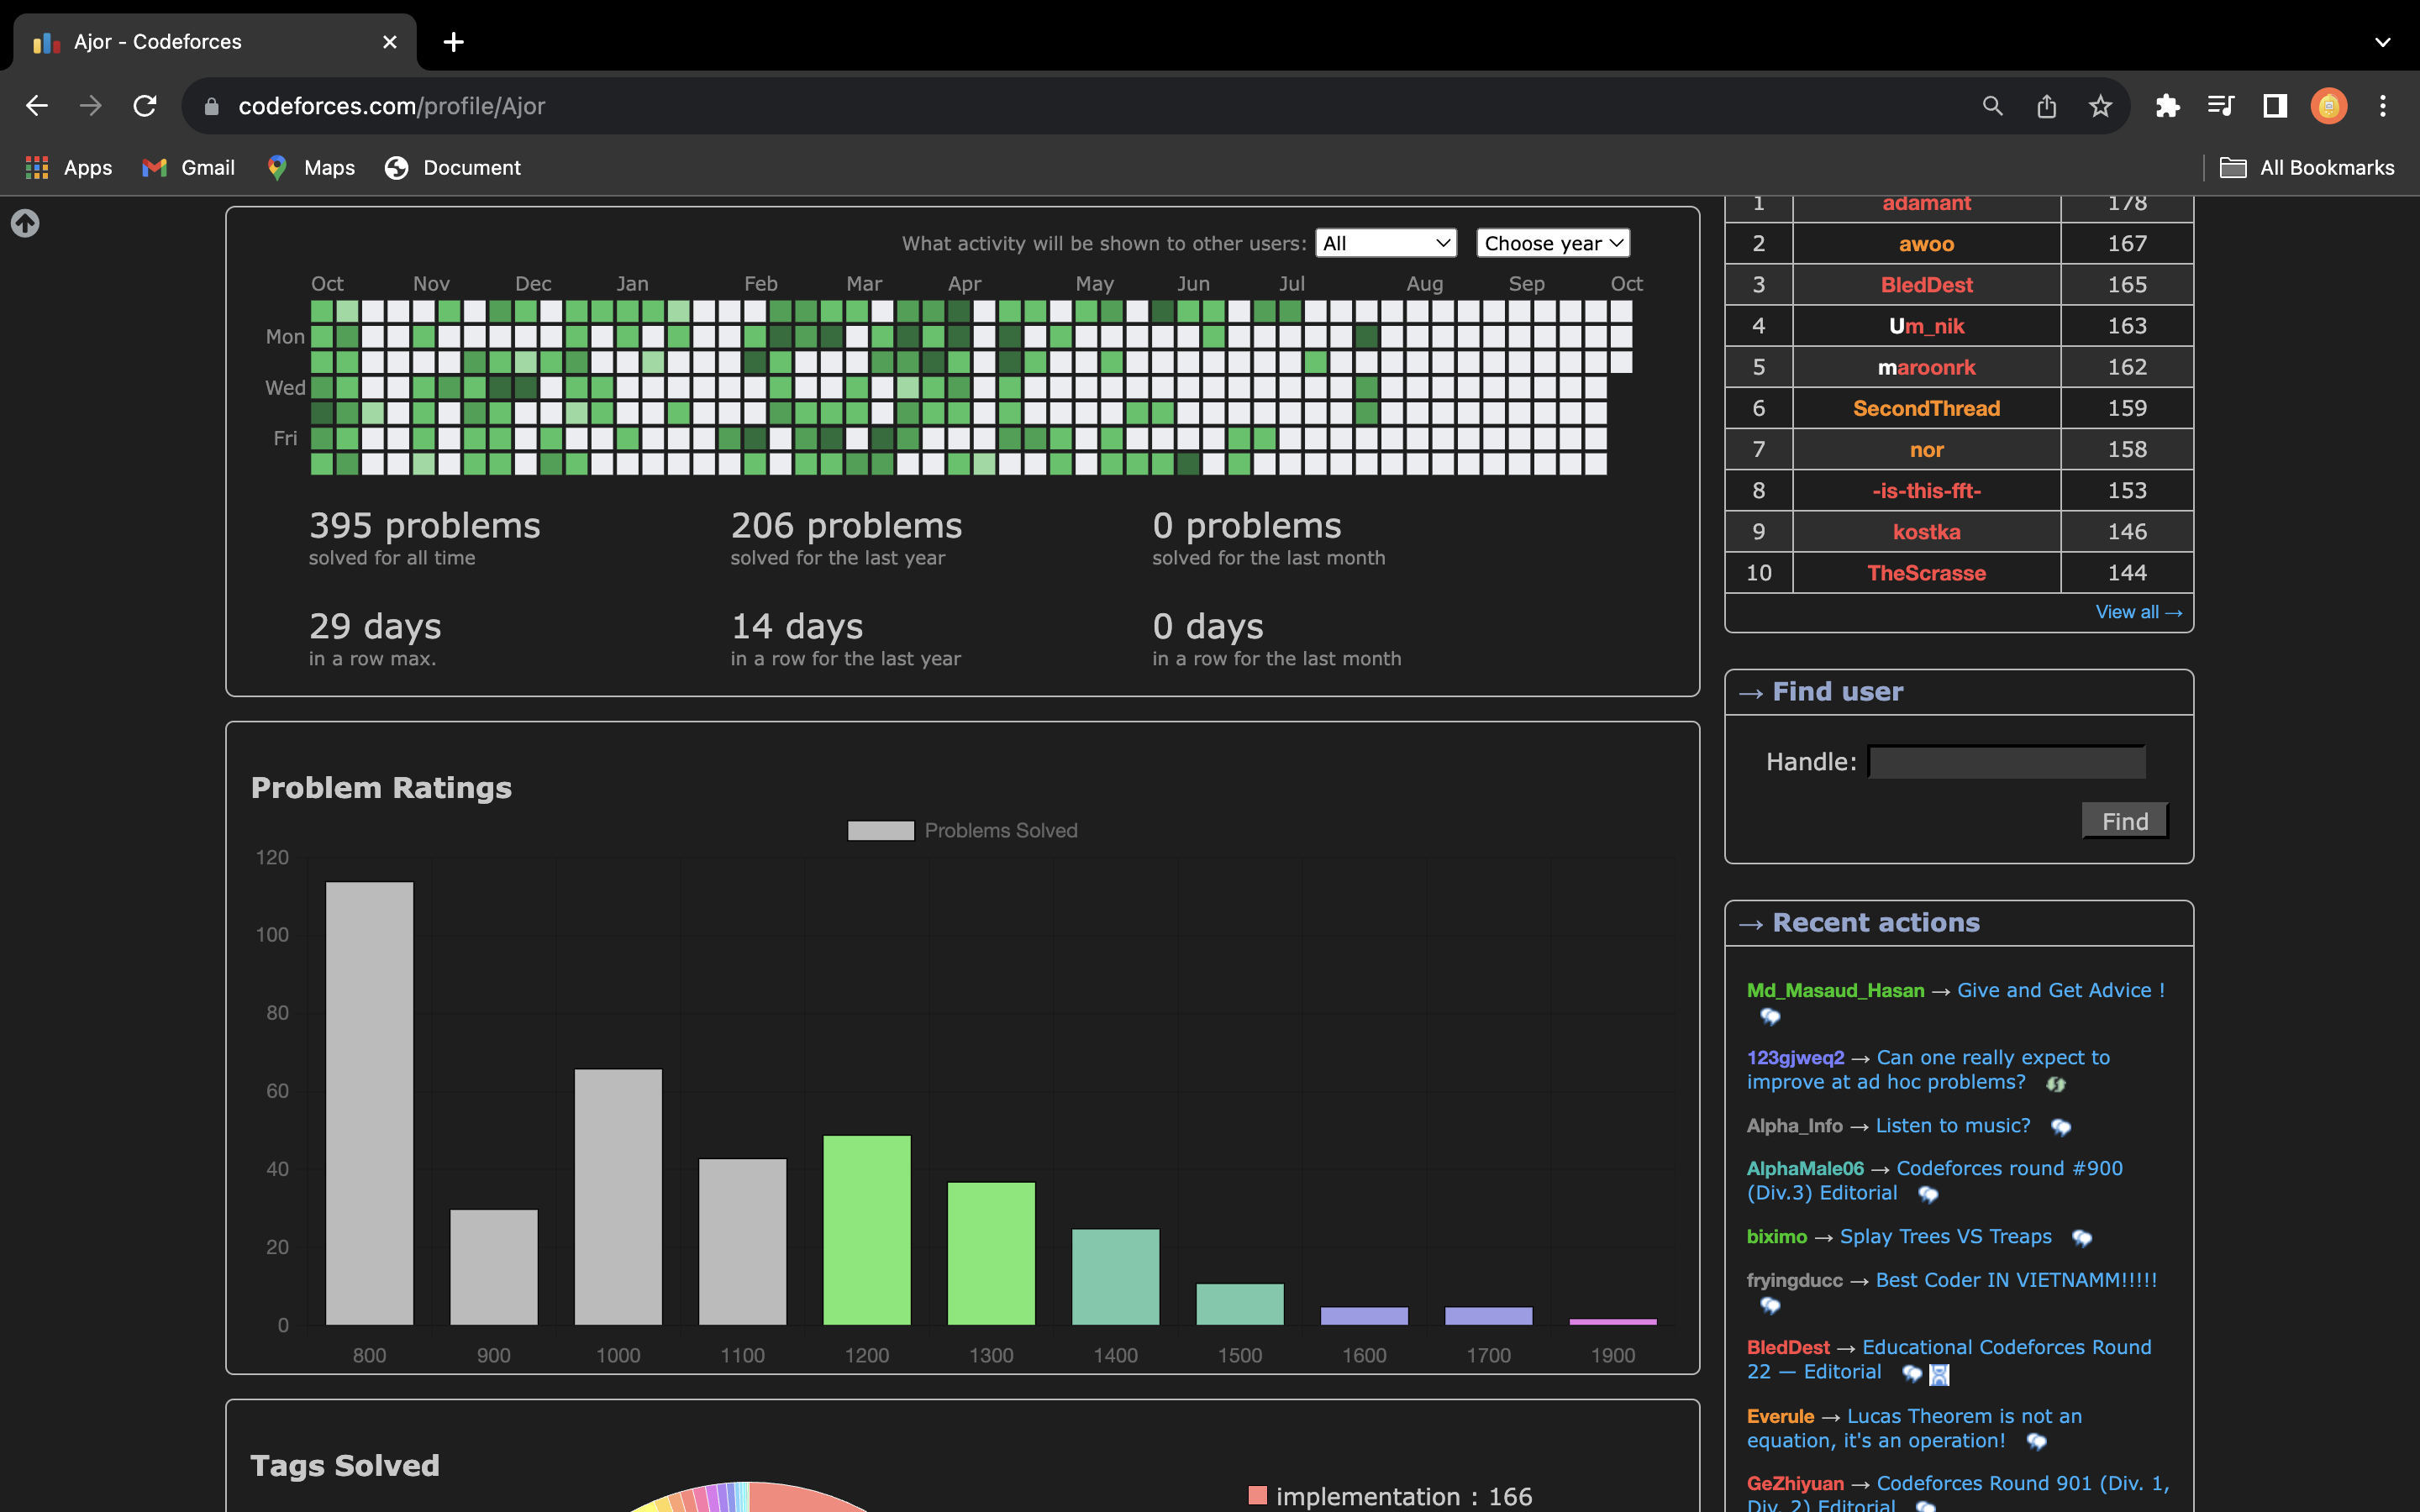 Ajor - Codeforces
codeforces.com/profile/Ajor
Apps Gmail Maps Document All Bookmarks
What activity will be shown to other users: All Choose year
Oct Nov Dec Jan Feb Mar Apr May Jun Jul Aug Sep Oct
Mon
Wed
Fri
395 problems
solved for all time
206 problems
solved for the last year
0 problems
solved for the last month
29 days
in a row max.
14 days
in a row for the last year
0 days
in a row for the last month
Problem Ratings
Problems Solved
120
100
80
60
40
20
0
800 900 1000 1100 1200 1300 1400 1500 1600 1700 1900
Tags Solved
implementation : 166
1 adamant 178
2 awoo 167
3 BledDest 165
4 Um_nik 163
5 maroonrk 162
6 SecondThread 159
7 nor 158
8 -is-this-fft- 153
9 kostka 146
10 TheScrasse 144
View all →
→ Find user
Handle:
Find
→ Recent actions
Md_Masaud_Hasan → Give and Get Advice !
123gjweq2 → Can one really expect to
improve at ad hoc problems?
Alpha_Info → Listen to music?
AlphaMale06 → Codeforces round #900
(Div.3) Editorial
biximo → Splay Trees VS Treaps
fryingducc → Best Coder IN VIETNAMM!!!!!
BledDest → Educational Codeforces Round
22 — Editorial
Everule → Lucas Theorem is not an
equation, it's an operation!
GeZhiyuan → Codeforces Round 901 (Div. 1,
Div. 2) Editorial